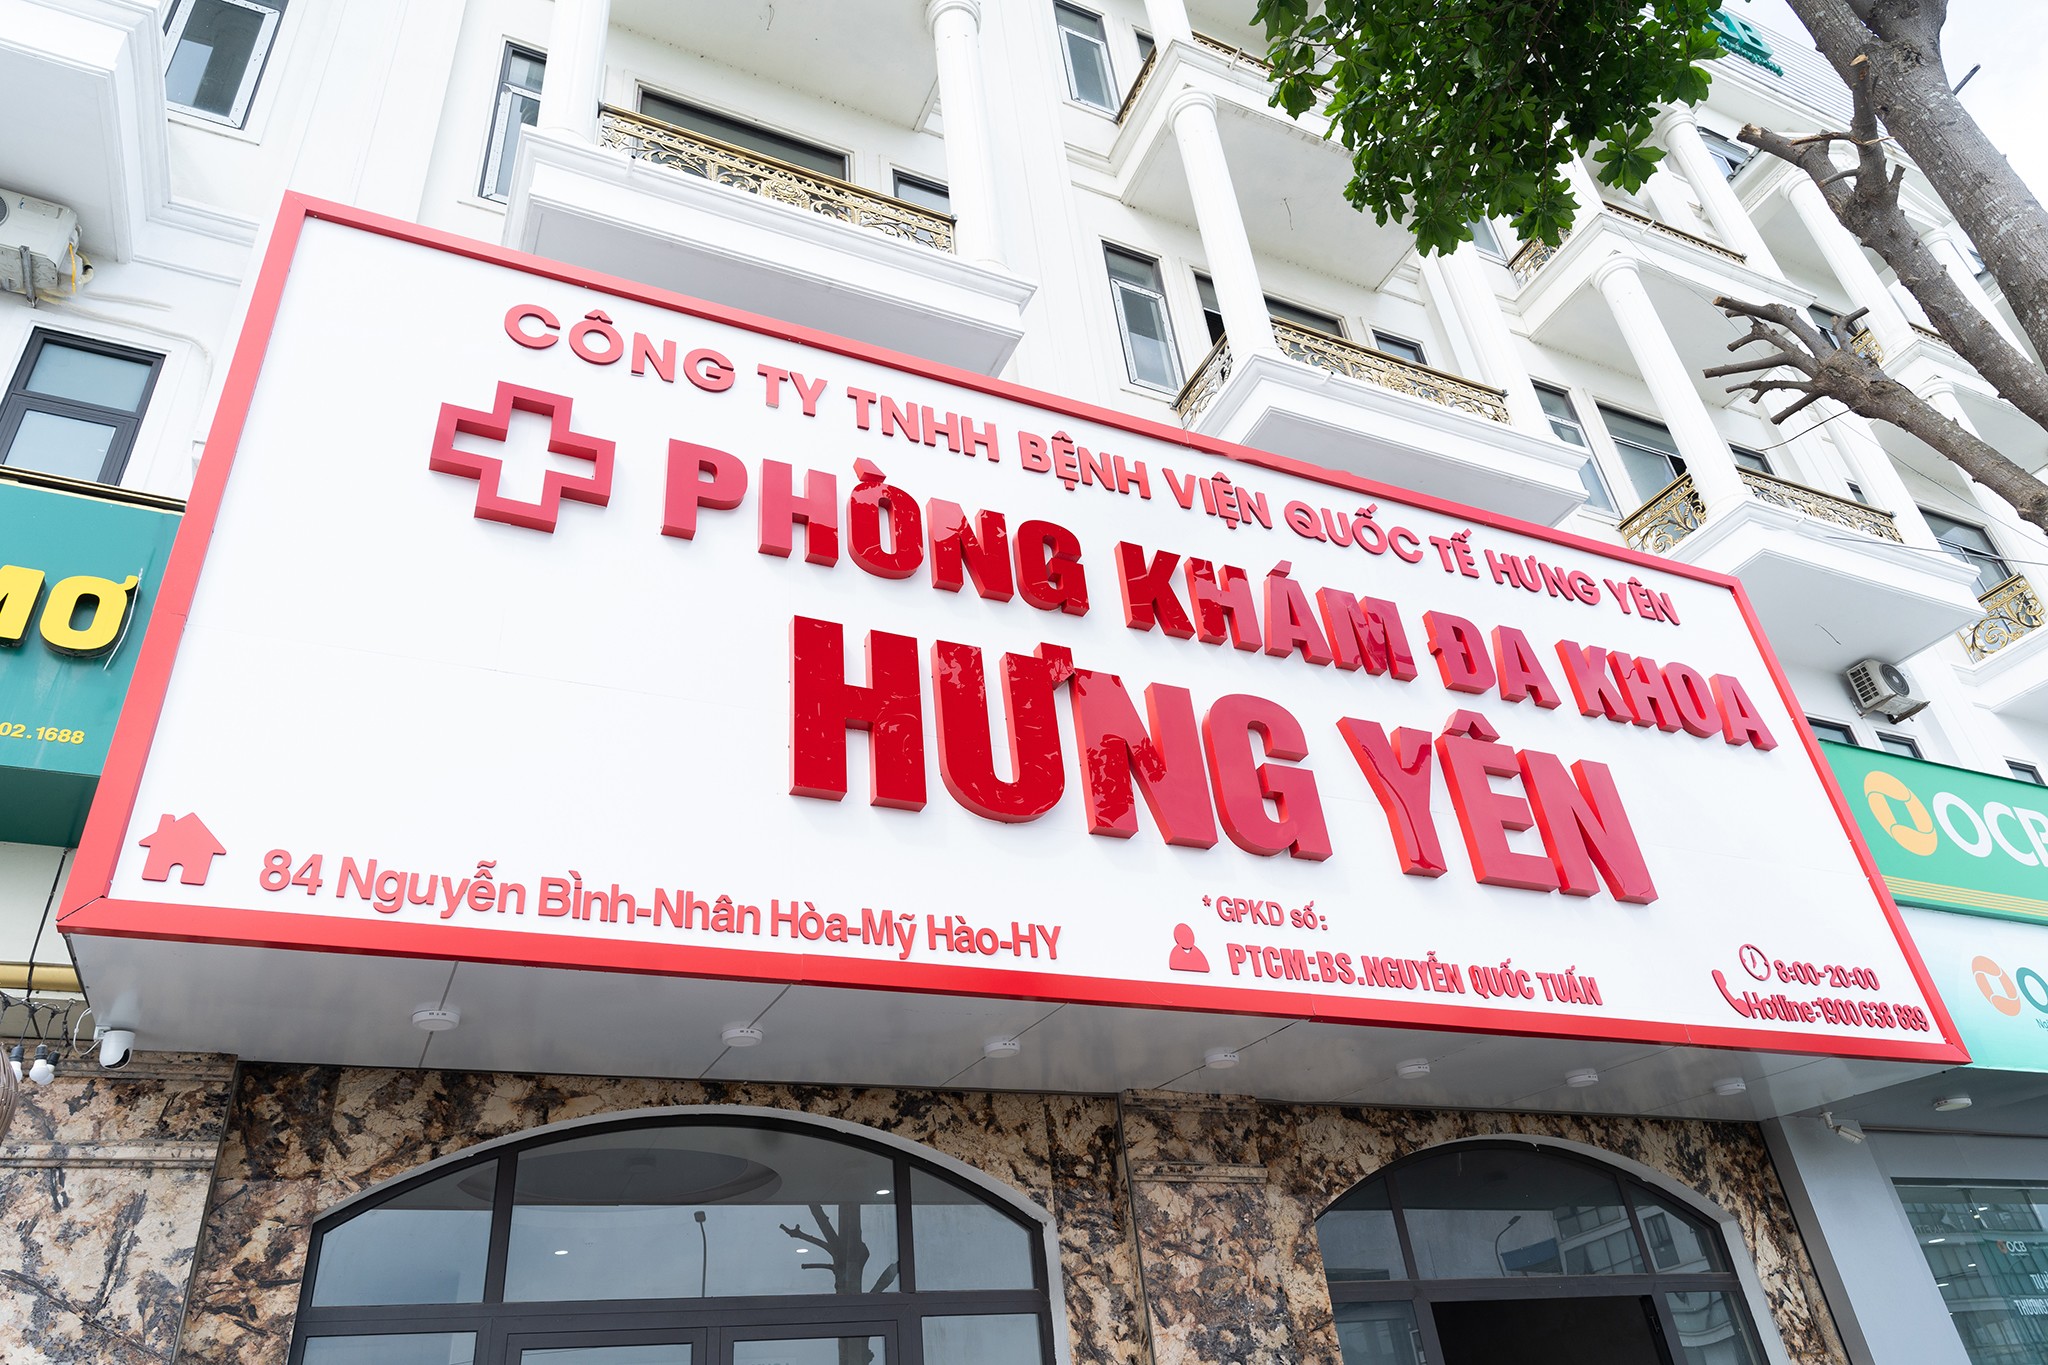 CÔNG TY TNHH BỆNH VIỆN QUỐC TẾ HƯNG YÊN
PHÒNG KHÁM ĐA KHOA
HƯNG YÊN
84 Nguyễn Bình-Nhân Hòa-Mỹ Hào-HY
* GPKD số:
PTCM:BS.NGUYỄN QUỐC TUẤN
8:00-20:00
Hotline:1900 638 889
MƠ
02.1688
CB
OCB
OCB